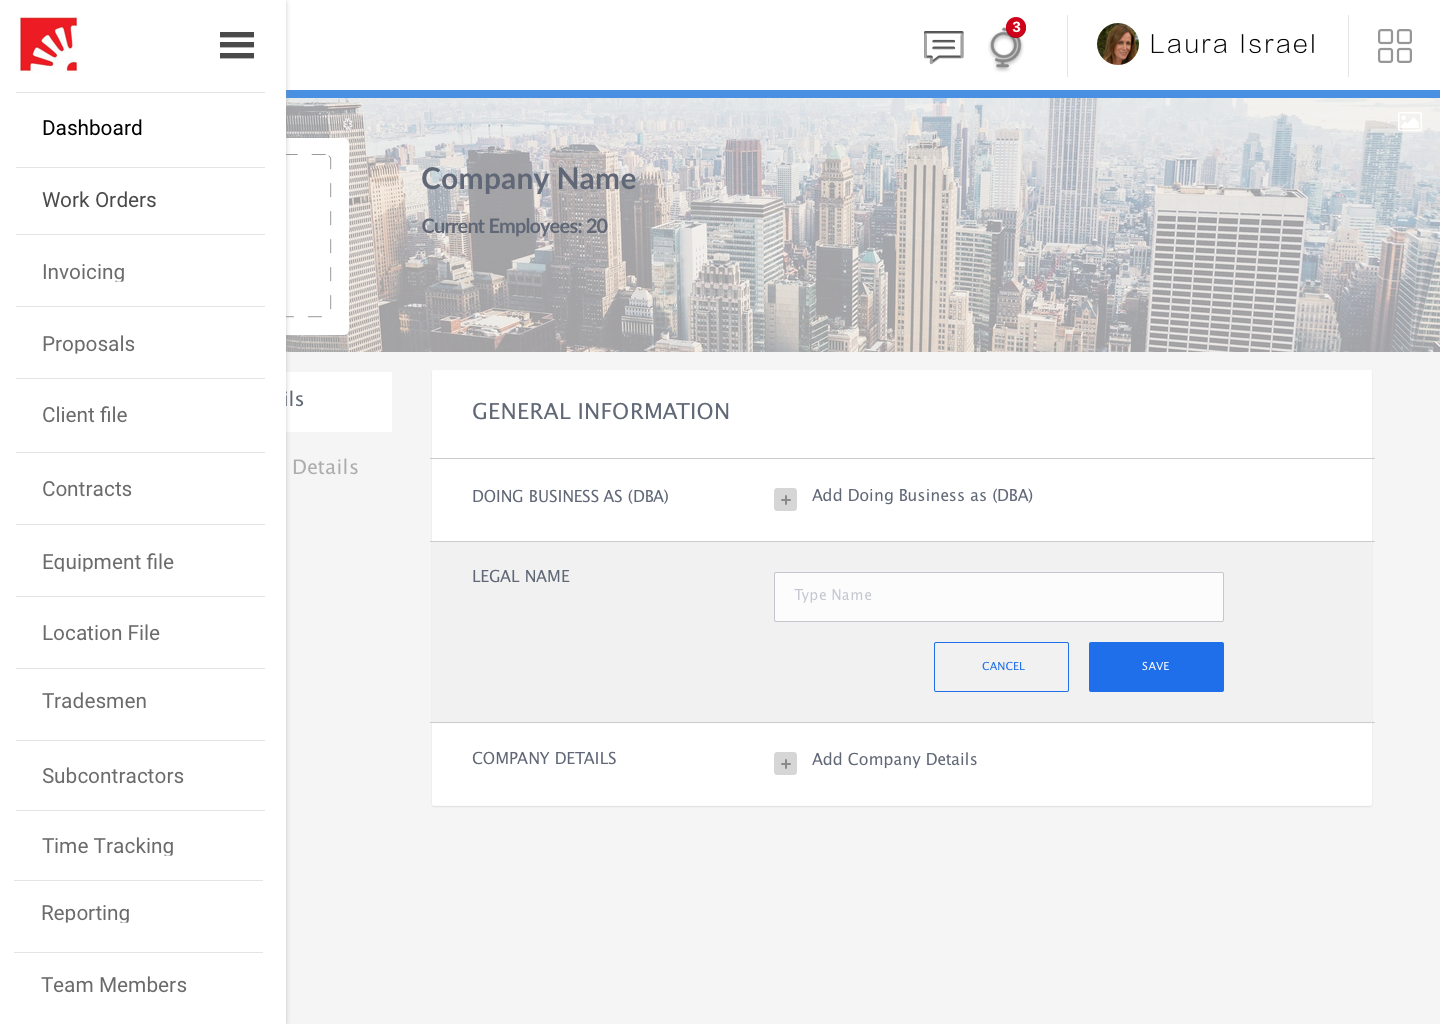 3
Laura Israel
Dashboard
Work Orders
Invoicing
Proposals
Client file
Contracts
Equipment file
Location File
Tradesmen
Subcontractors
Time Tracking
Reporting
Team Members
Company Name
Current Employees: 20
ils
Details
GENERAL INFORMATION
DOING BUSINESS AS (DBA)
+ Add Doing Business as (DBA)
LEGAL NAME
Type Name
CANCEL
SAVE
COMPANY DETAILS
+ Add Company Details